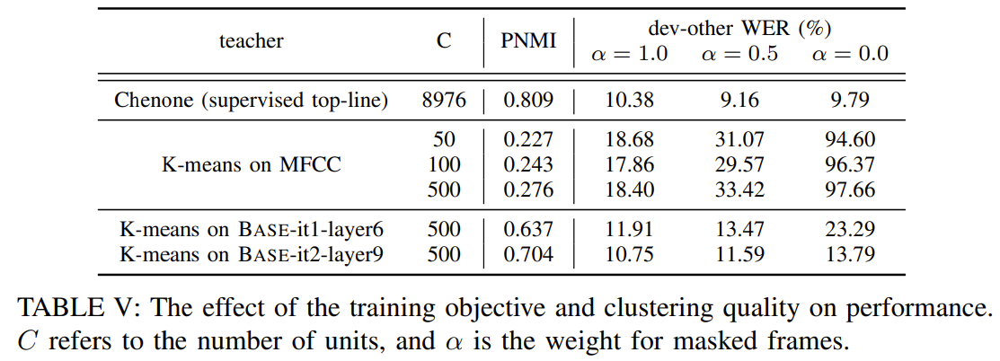 teacher C PNMI dev-other WER (%)
α = 1.0 α = 0.5 α = 0.0
Chenone (supervised top-line) 8976 0.809 10.38 9.16 9.79
50 0.227 18.68 31.07 94.60
K-means on MFCC 100 0.243 17.86 29.57 96.37
500 0.276 18.40 33.42 97.66
K-means on BASE-it1-layer6 500 0.637 11.91 13.47 23.29
K-means on BASE-it2-layer9 500 0.704 10.75 11.59 13.79
TABLE V: The effect of the training objective and clustering quality on performance.
C refers to the number of units, and α is the weight for masked frames.